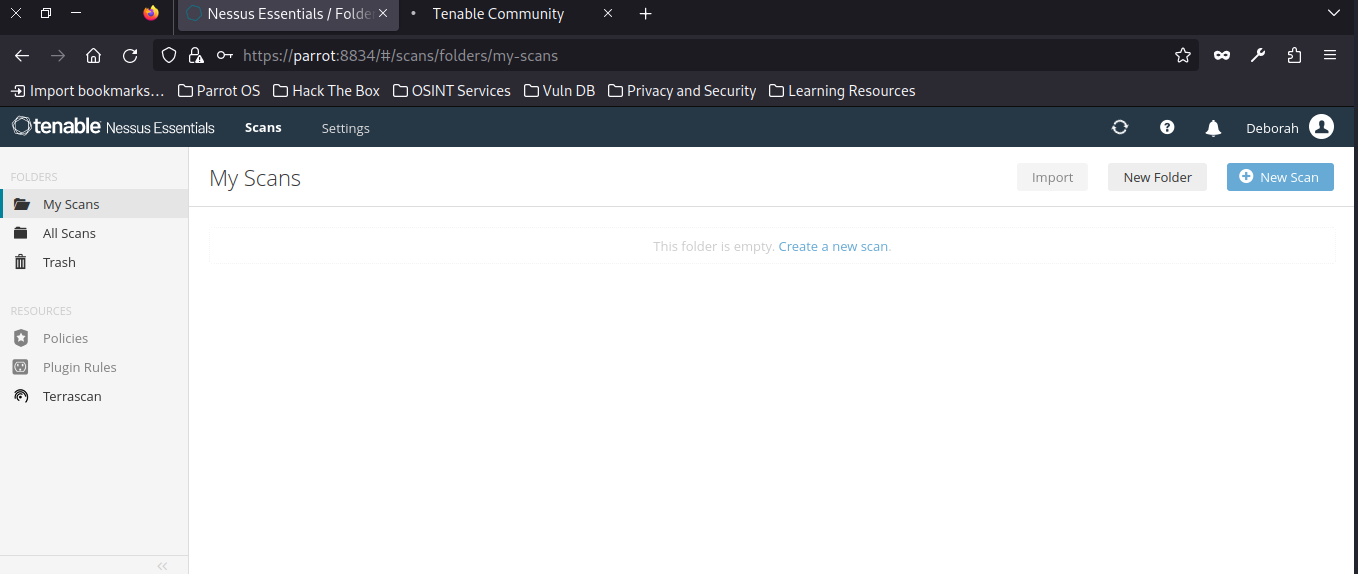 Nessus Essentials / Folde
Tenable Community
https://parrot:8834/#/scans/folders/my-scans
Import bookmarks... Parrot OS Hack The Box OSINT Services Vuln DB Privacy and Security Learning Resources
tenable Nessus Essentials Scans Settings Deborah
FOLDERS
My Scans
All Scans
Trash
RESOURCES
Policies
Plugin Rules
Terrascan
My Scans
Import New Folder New Scan
This folder is empty. Create a new scan.